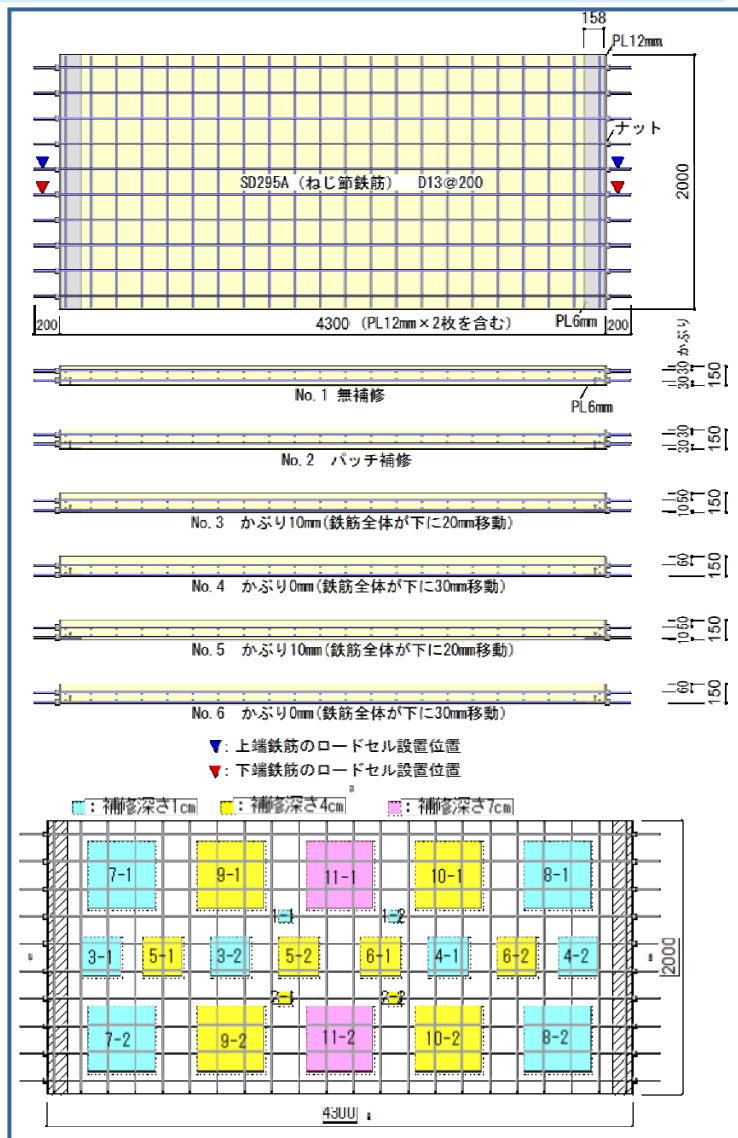 158
PL12mm
ナット
SD295A (ねじ節鉄筋) D13@200
2000
200
4300 (PL12mm×2枚を含む)
PL6mm
200
かぶり
30 30 150
No.1 無補修
PL6mm
30 30 150
No.2 パッチ補修
10 50 150
No.3 かぶり10mm(鉄筋全体が下に20mm移動)
60 150
No.4 かぶり0mm(鉄筋全体が下に30mm移動)
10 50 150
No.5 かぶり10mm(鉄筋全体が下に20mm移動)
60 150
No.6 かぶり0mm(鉄筋全体が下に30mm移動)
▼: 上端鉄筋のロードセル設置位置
▼: 下端鉄筋のロードセル設置位置
: 補修深さ1cm : 補修深さ4cm : 補修深さ7cm
7-1 9-1 11-1 10-1 8-1
1-1 1-2
3-1 5-1 3-2 5-2 6-1 4-1 6-2 4-2
2000
2-1 2-2
7-2 9-2 11-2 10-2 8-2
4300